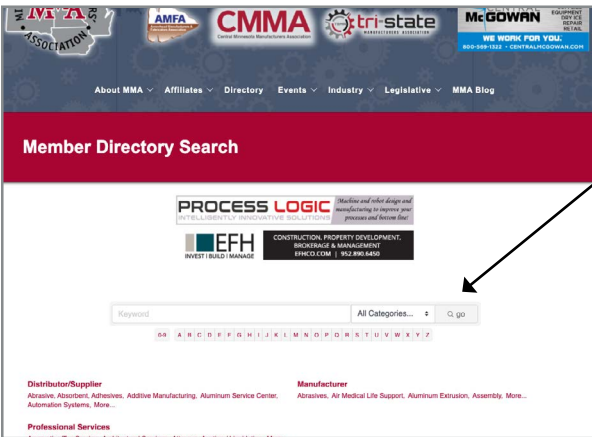 M·A
ASSOCIATION
AMFA
CMMA
Central Minnesota Manufacturers Association
tri-state
MANUFACTURERS ASSOCIATION
McGOWAN
EQUIPMENT
DRY ICE
REPAIR
RETAIL
WE WORK FOR YOU.
800-569-1322 • CENTRALMCGOWAN.COM
About MMA Affiliates Directory Events Industry Legislative MMA Blog
Member Directory Search
PROCESS LOGIC
INTELLIGENTLY INNOVATIVE SOLUTIONS
Machine and robot design and
manufacturing to improve your
processes and bottom line!
EFH
INVEST | BUILD | MANAGE
CONSTRUCTION, PROPERTY DEVELOPMENT,
BROKERAGE & MANAGEMENT
EFHCO.COM | 952.890.6450
Keyword All Categories... go
0-9 A B C D E F G H I J K L M N O P Q R S T U V W X Y Z
Distributor/Supplier
Abrasive, Absorbent, Adhesives, Additive Manufacturing, Aluminum Service Center,
Automation Systems, More...
Manufacturer
Abrasives, Air Medical Life Support, Aluminum Extrusion, Assembly, More...
Professional Services